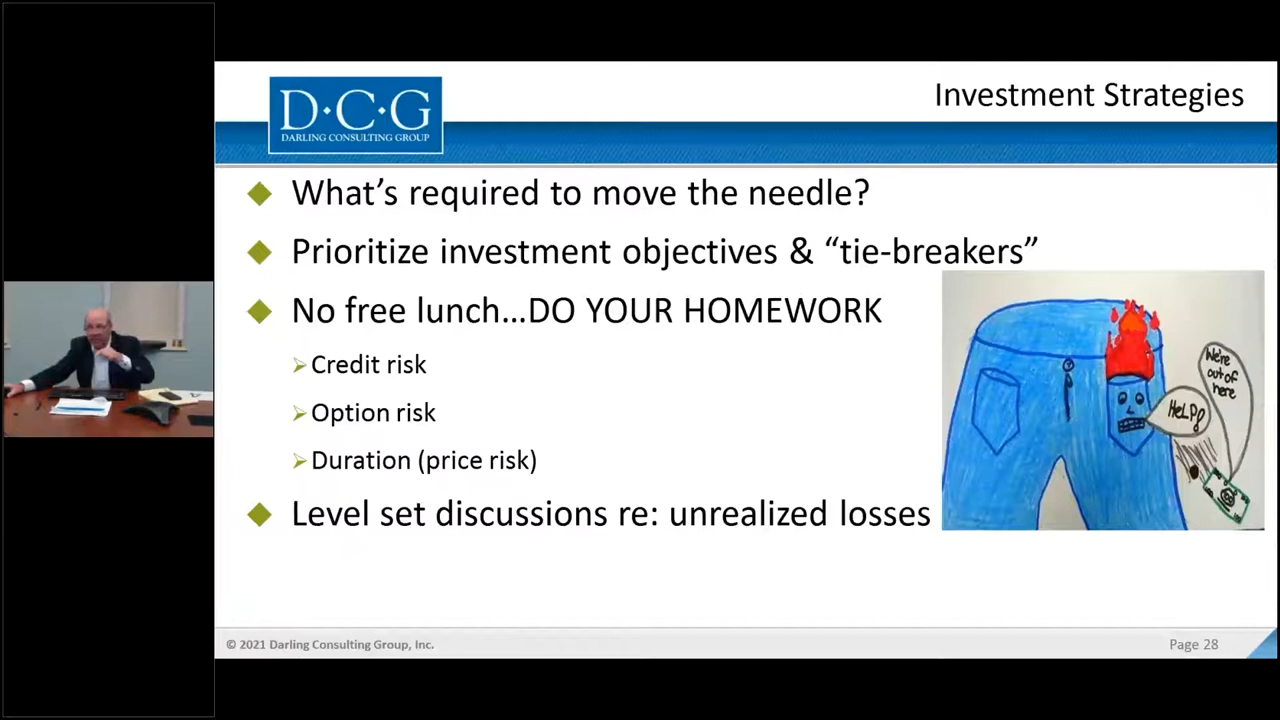 D·C·G
DARLING CONSULTING GROUP
Investment Strategies
What's required to move the needle?
Prioritize investment objectives & “tie-breakers”
No free lunch…DO YOUR HOMEWORK
Credit risk
Option risk
Duration (price risk)
Level set discussions re: unrealized losses
We're
out of
here
HeLP!
© 2021 Darling Consulting Group, Inc.
Page 28